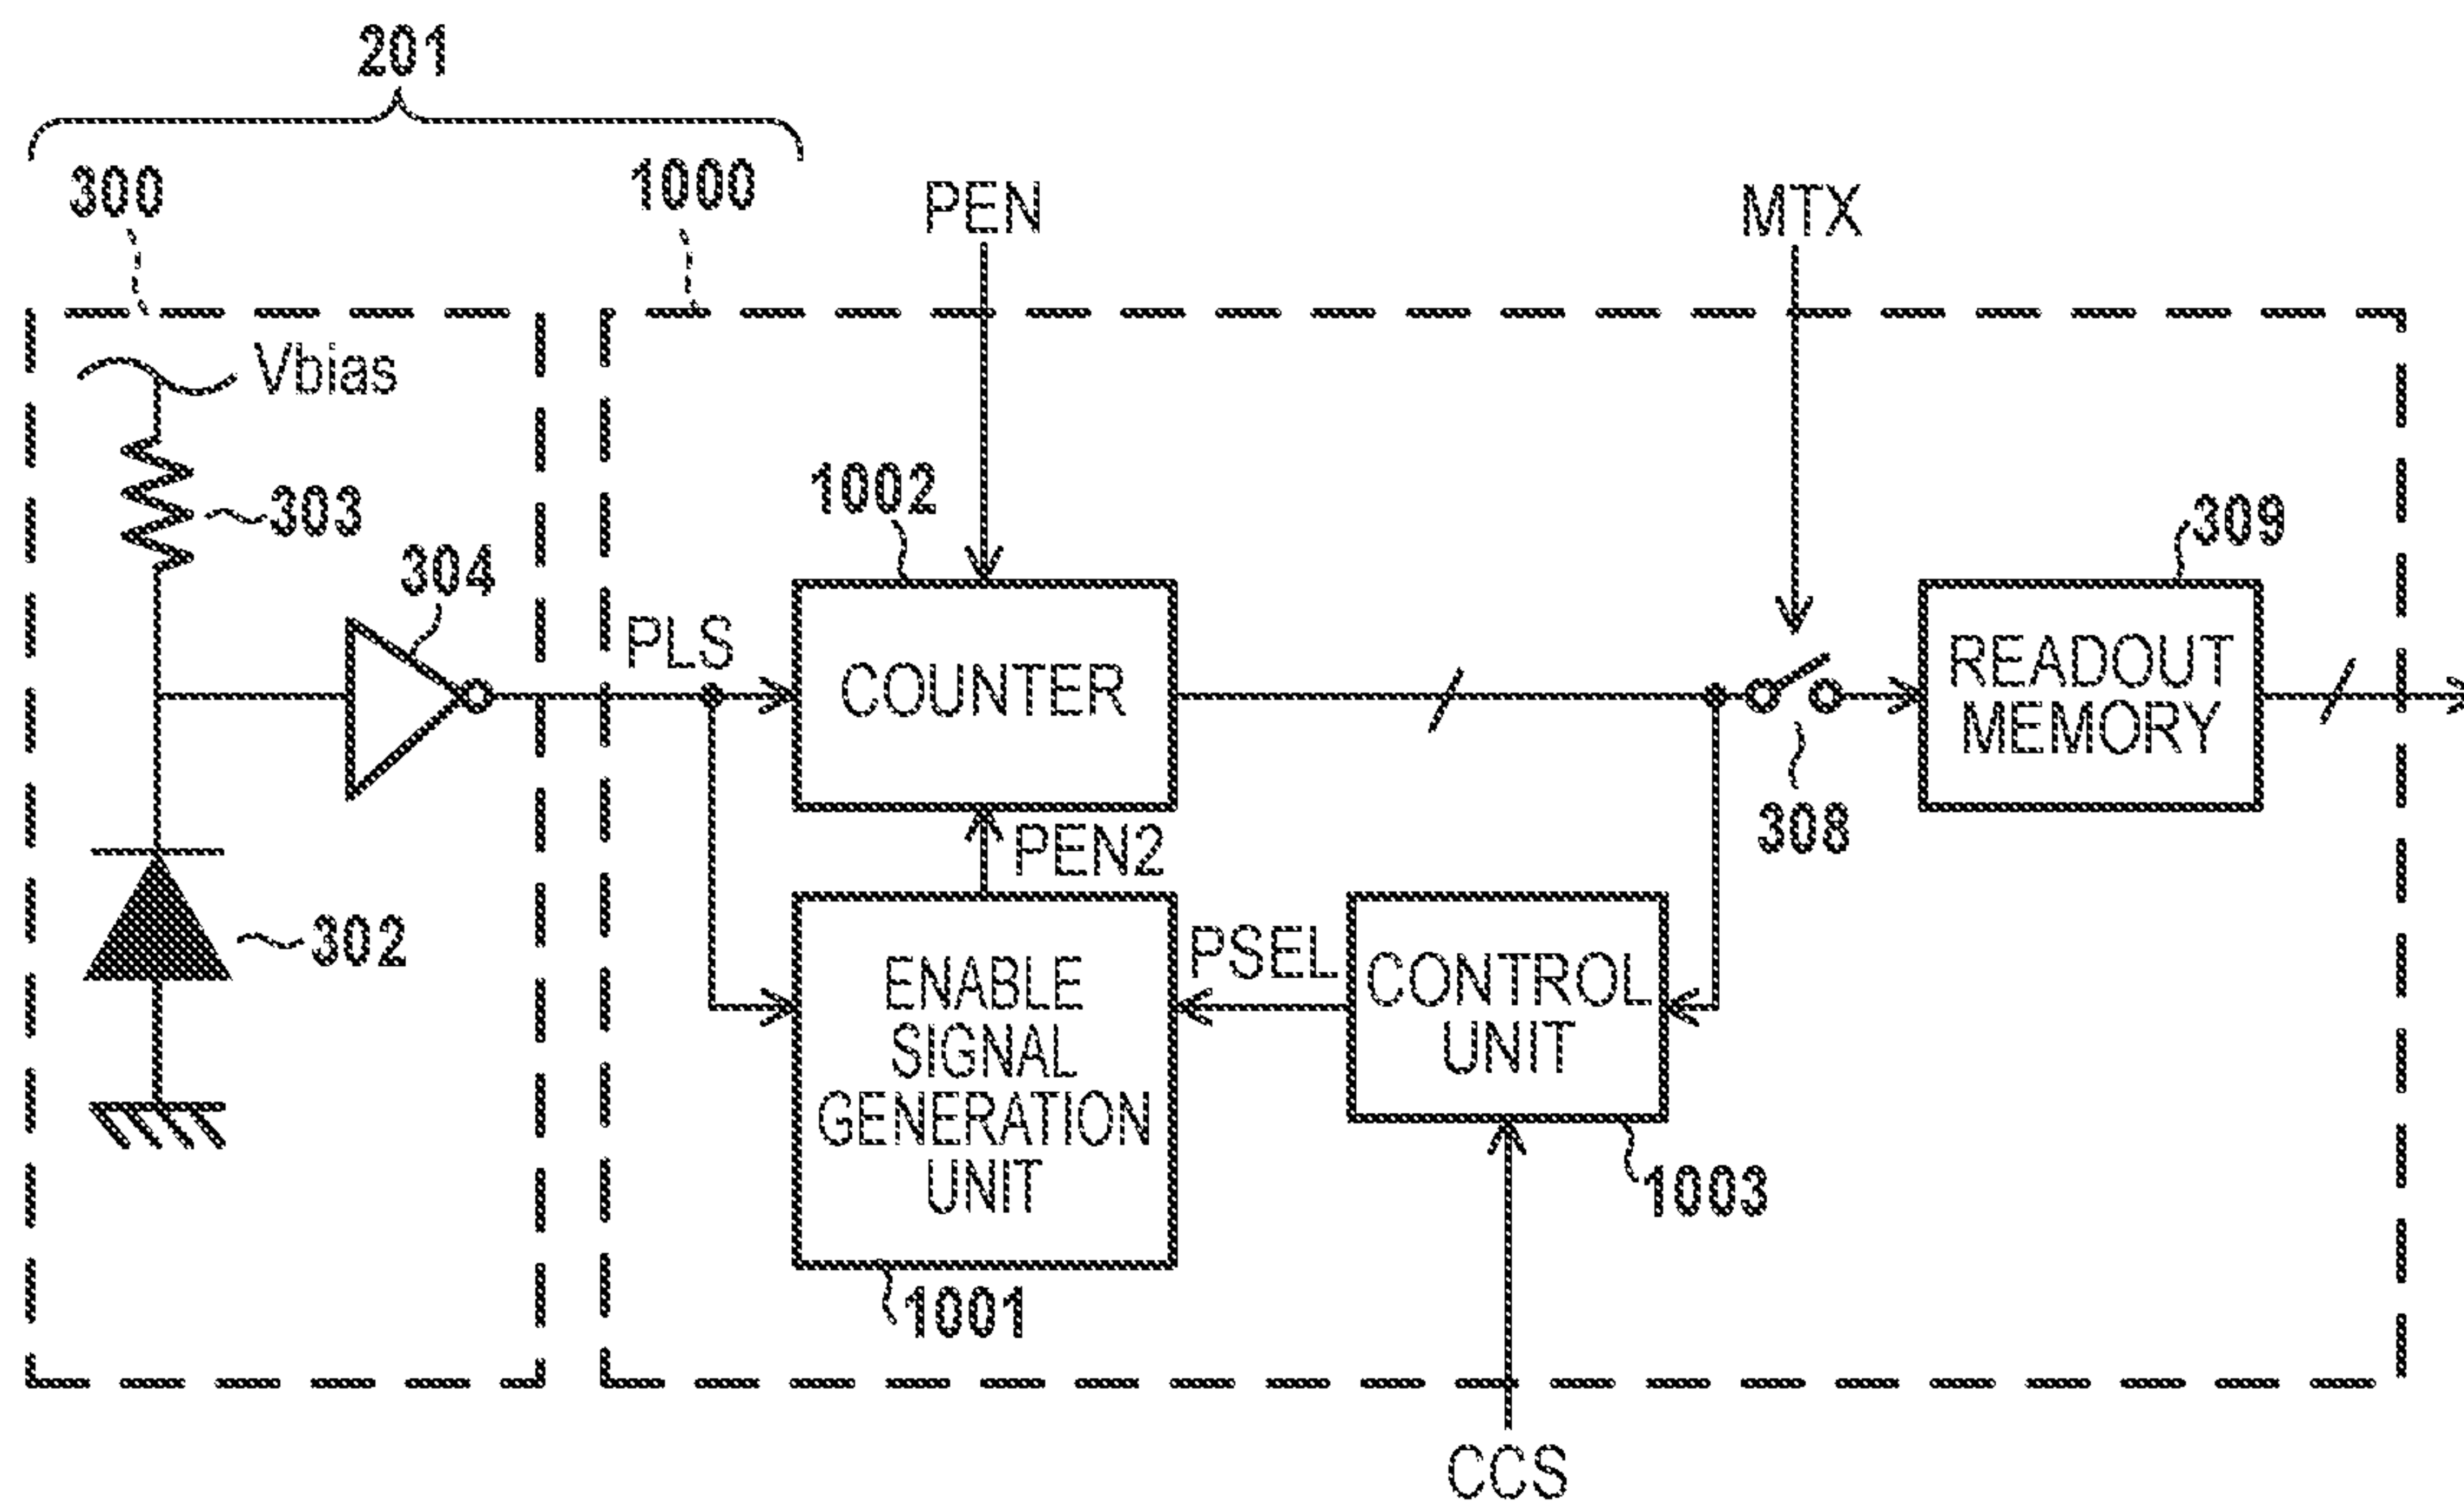 201
300
1000
PEN
MTX
Vbias
303
304
1002
309
PLS
COUNTER
READOUT
MEMORY
308
PEN2
302
PSEL
ENABLE
SIGNAL
GENERATION
UNIT
CONTROL
UNIT
1003
1001
CCS